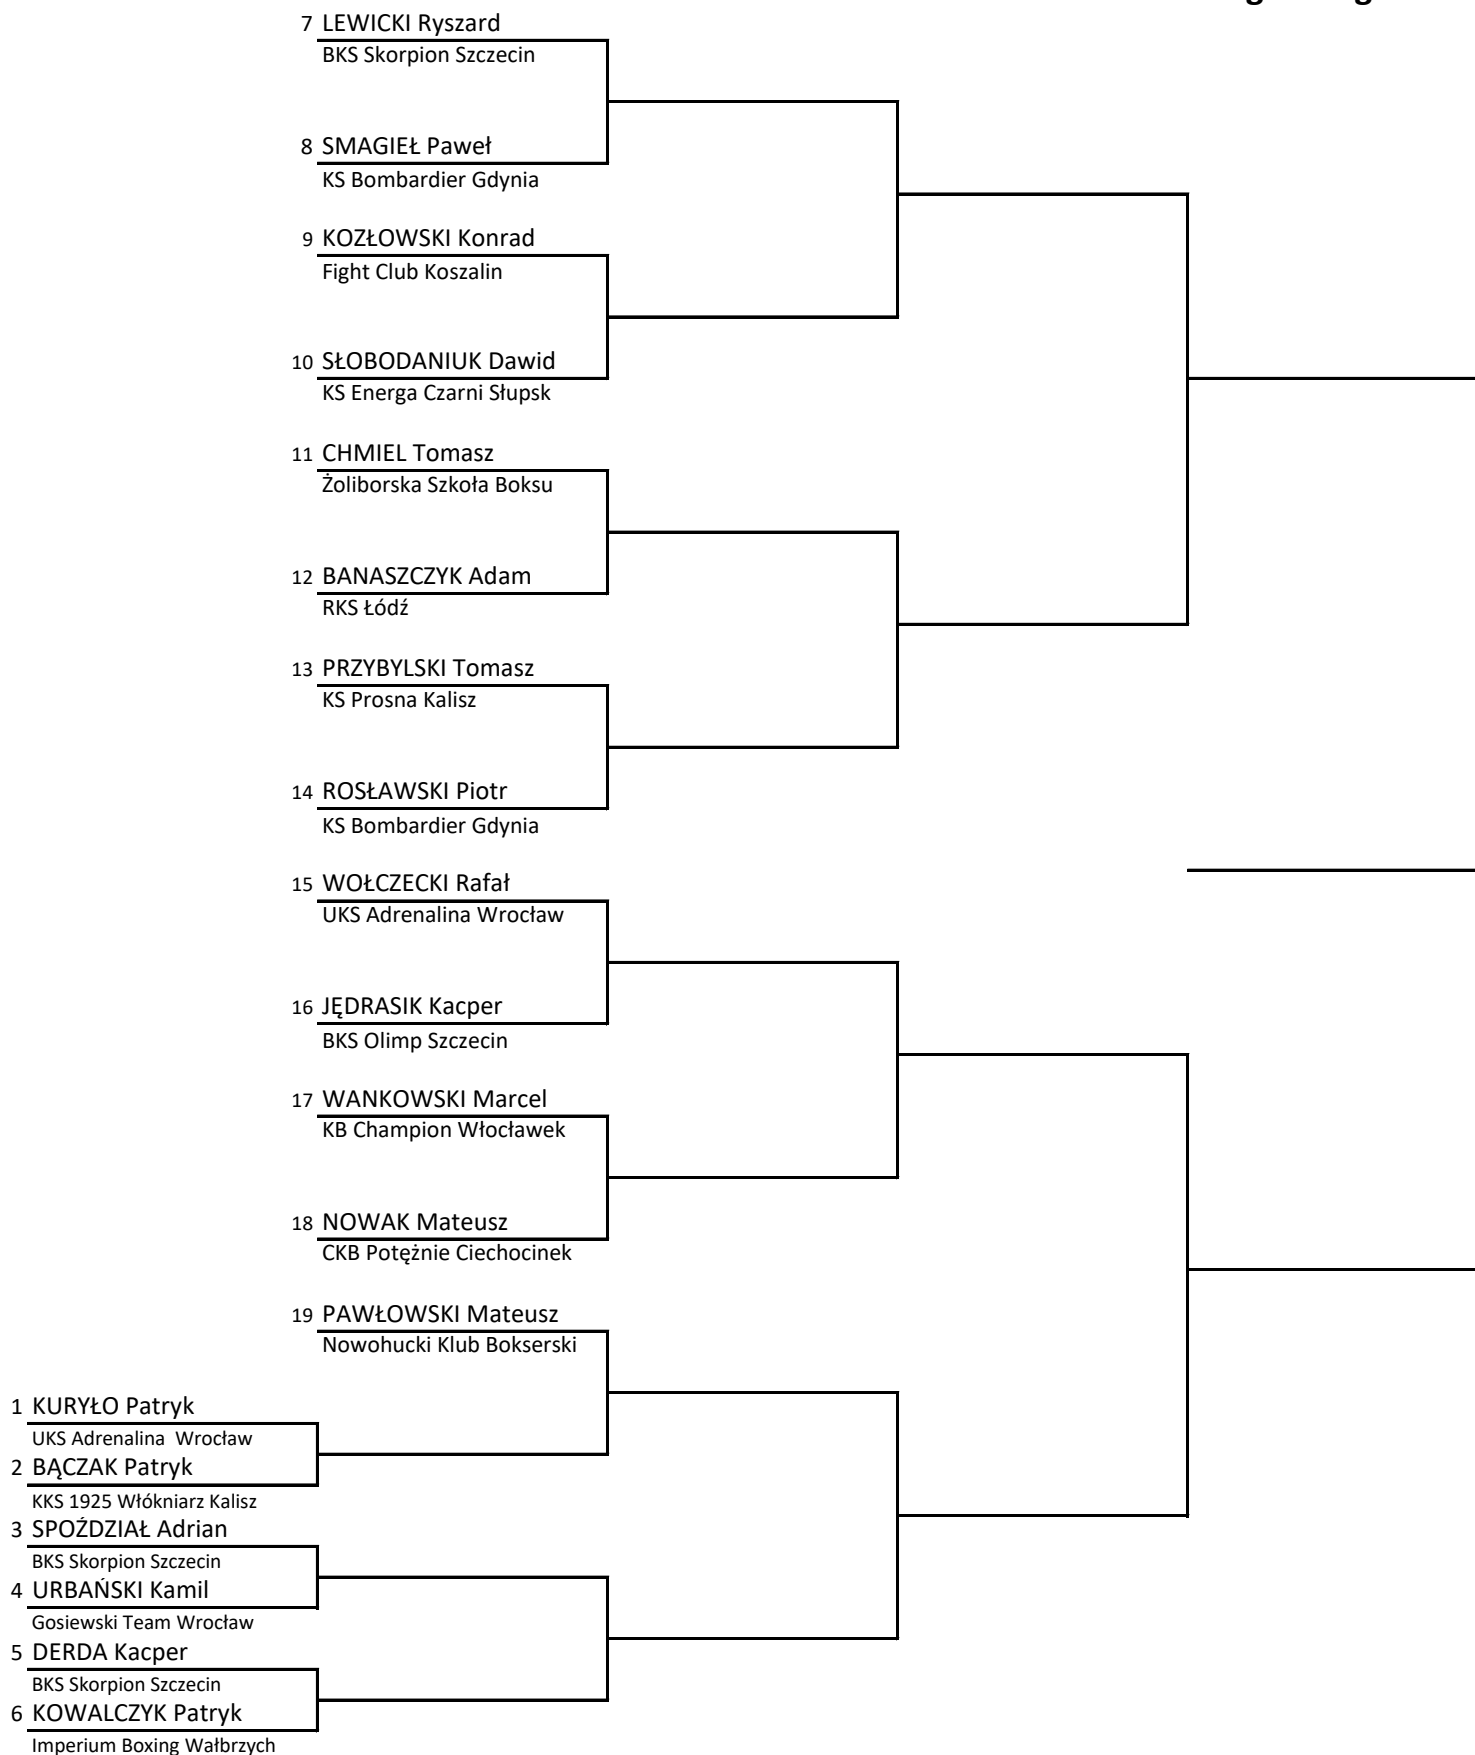 7 LEWICKI Ryszard
BKS Skorpion Szczecin
8 SMAGIEŁ Paweł
KS Bombardier Gdynia
9 KOZŁOWSKI Konrad
Fight Club Koszalin
10 SŁOBODANIUK Dawid
KS Energa Czarni Słupsk
11 CHMIEL Tomasz
Żoliborska Szkoła Boksu
12 BANASZCZYK Adam
RKS Łódź
13 PRZYBYLSKI Tomasz
KS Prosna Kalisz
14 ROSŁAWSKI Piotr
KS Bombardier Gdynia
15 WOŁCZECKI Rafał
UKS Adrenalina Wrocław
16 JĘDRASIK Kacper
BKS Olimp Szczecin
17 WANKOWSKI Marcel
KB Champion Włocławek
18 NOWAK Mateusz
CKB Potężnie Ciechocinek
19 PAWŁOWSKI Mateusz
Nowohucki Klub Bokserski
1 KURYŁO Patryk
UKS Adrenalina Wrocław
2 BĄCZAK Patryk
KKS 1925 Włókniarz Kalisz
3 SPOŹDZIAŁ Adrian
BKS Skorpion Szczecin
4 URBAŃSKI Kamil
Gosiewski Team Wrocław
5 DERDA Kacper
BKS Skorpion Szczecin
6 KOWALCZYK Patryk
Imperium Boxing Wałbrzych